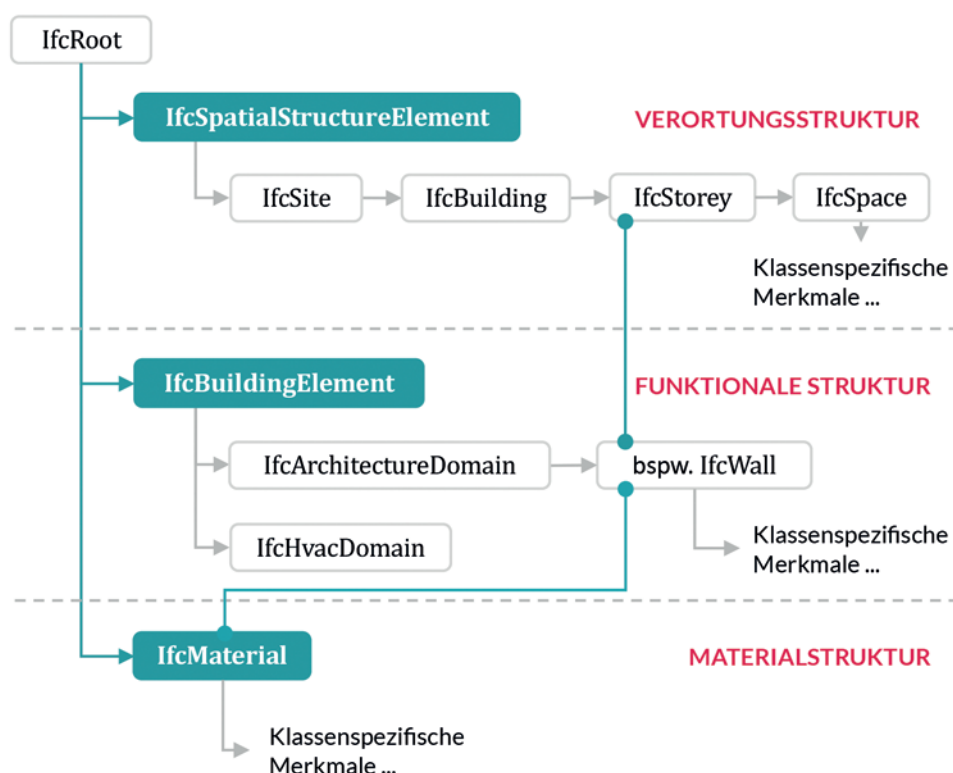 IfcRoot
IfcSpatialStructureElement
VERORTUNGSSTRUKTUR
IfcSite
IfcBuilding
IfcStorey
IfcSpace
Klassenspezifische
Merkmale ...
IfcBuildingElement
FUNKTIONALE STRUKTUR
IfcArchitectureDomain
bspw. IfcWall
IfcHvacDomain
Klassenspezifische
Merkmale ...
IfcMaterial
MATERIALSTRUKTUR
Klassenspezifische
Merkmale ...